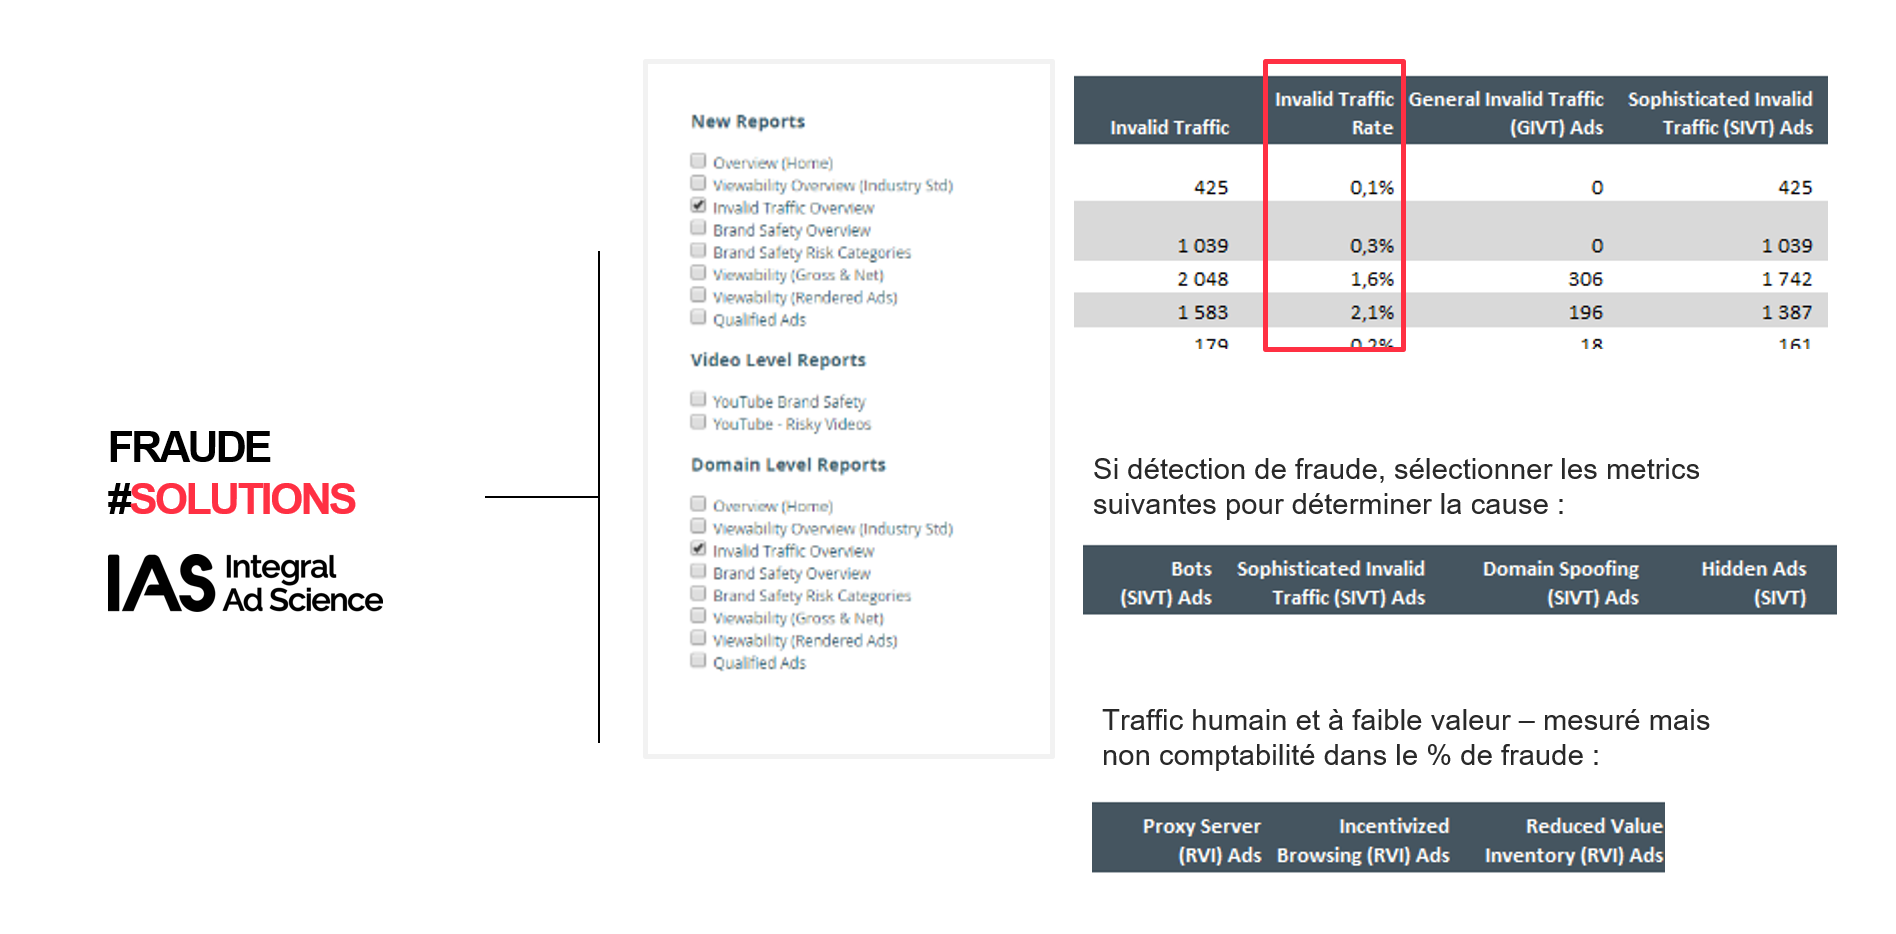 FRAUDE
#SOLUTIONS
IAS Integral
Ad Science
New Reports
Overview (Home)
Viewability Overview (Industry Std)
Invalid Traffic Overview
Brand Safety Overview
Brand Safety Risk Categories
Viewability (Gross & Net)
Viewability (Rendered Ads)
Qualified Ads
Video Level Reports
YouTube Brand Safety
YouTube - Risky Videos
Domain Level Reports
Overview (Home)
Viewability Overview (Industry Std)
Invalid Traffic Overview
Brand Safety Overview
Brand Safety Risk Categories
Viewability (Gross & Net)
Viewability (Rendered Ads)
Qualified Ads
Invalid Traffic General Invalid Traffic Sophisticated Invalid
Invalid Traffic Rate (GIVT) Ads Traffic (SIVT) Ads
425 0,1% 0 425
1 039 0,3% 0 1 039
2 048 1,6% 306 1 742
1 583 2,1% 196 1 387
179 0,2% 18 161
Si détection de fraude, sélectionner les metrics
suivantes pour déterminer la cause :
Bots Sophisticated Invalid Domain Spoofing Hidden Ads
(SIVT) Ads Traffic (SIVT) Ads (SIVT) Ads (SIVT)
Traffic humain et à faible valeur – mesuré mais
non comptabilité dans le % de fraude :
Proxy Server Incentivized Reduced Value
(RVI) Ads Browsing (RVI) Ads Inventory (RVI) Ads